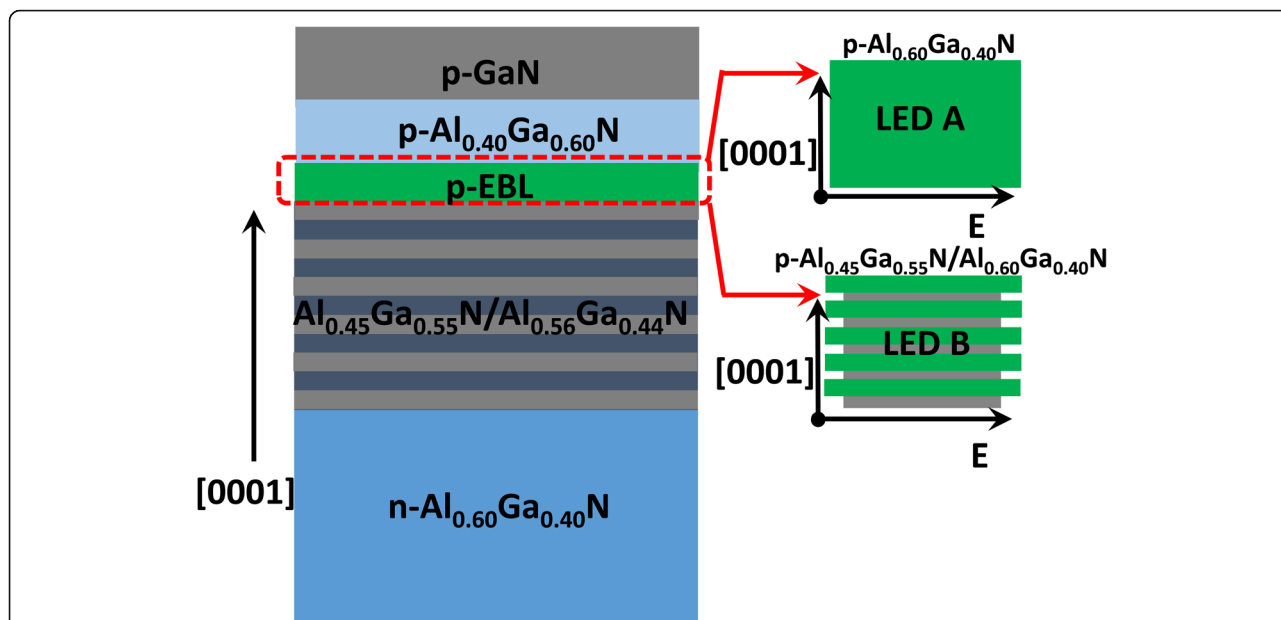 p-GaN
p-Al0.40Ga0.60N
p-EBL
Al0.45Ga0.55N/Al0.56Ga0.44N
[0001]
n-Al0.60Ga0.40N
p-Al0.60Ga0.40N
LED A
[0001]
E
p-Al0.45Ga0.55N/Al0.60Ga0.40N
LED B
[0001]
E